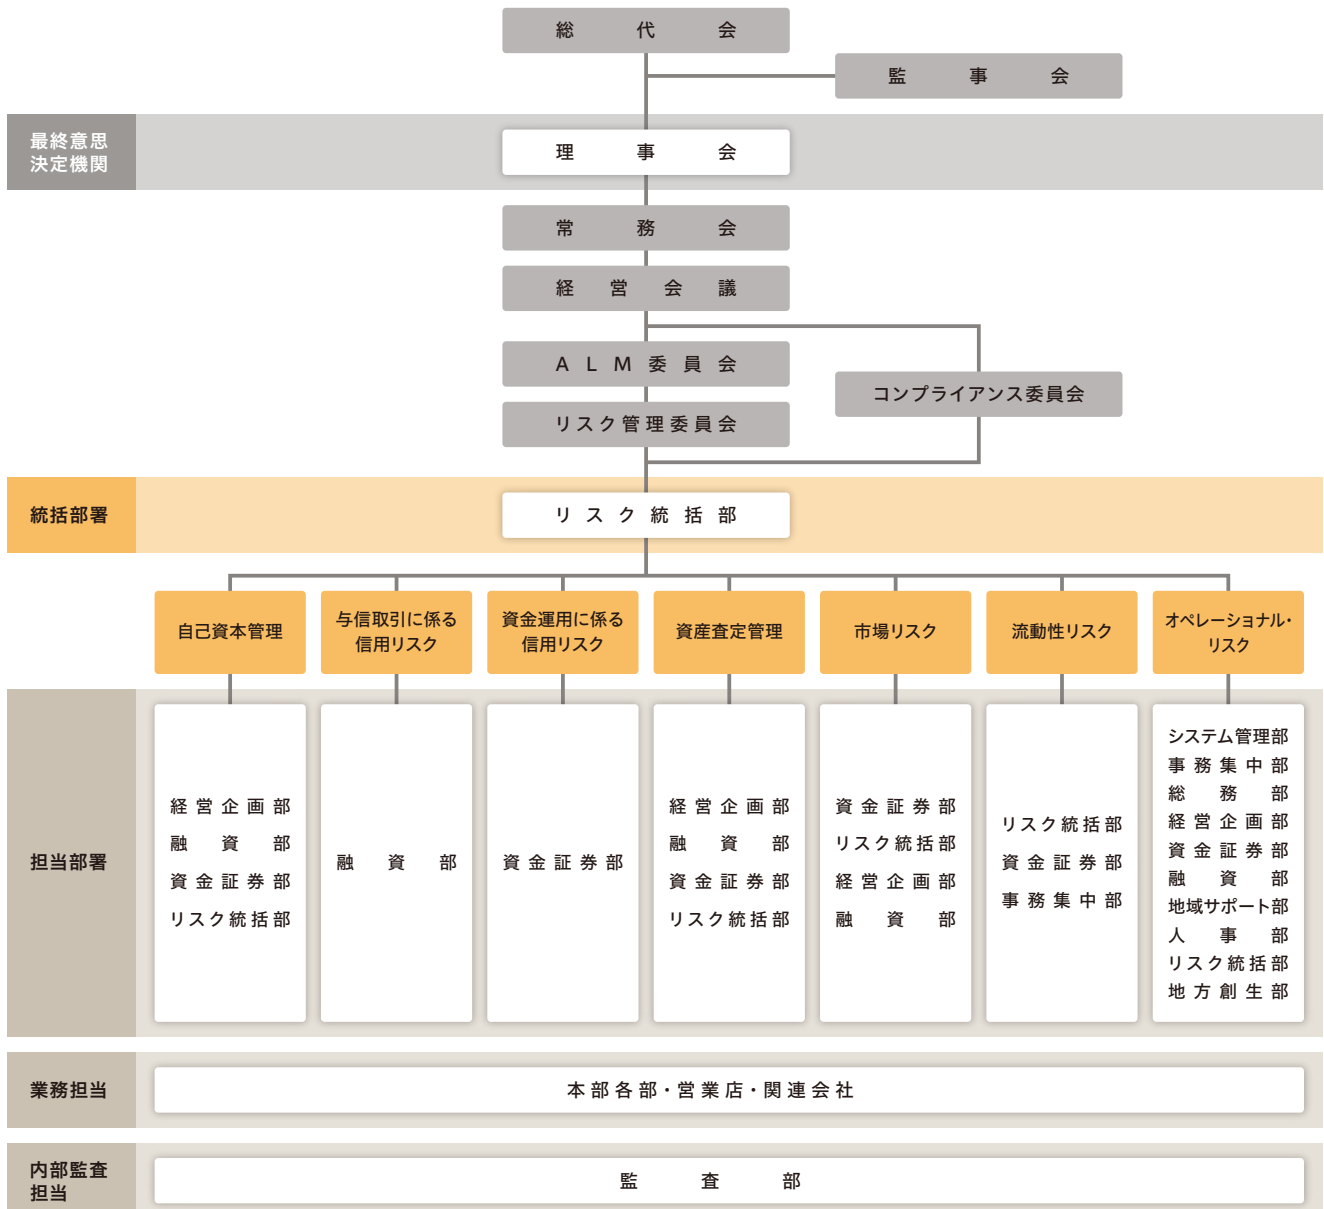 総代会
監事会
最終意思
決定機関
理事会
常務会
経営会議
ALM委員会
コンプライアンス委員会
リスク管理委員会
統括部署
リスク統括部
自己資本管理
与信取引に係る
信用リスク
資金運用に係る
信用リスク
資産査定管理
市場リスク
流動性リスク
オペレーショナル・
リスク
担当部署
経営企画部
融資部
資金証券部
リスク統括部
融資部
資金証券部
経営企画部
融資部
資金証券部
リスク統括部
資金証券部
リスク統括部
経営企画部
融資部
リスク統括部
資金証券部
事務集中部
システム管理部
事務集中部
総務部
経営企画部
資金証券部
融資部
地域サポート部
人事部
リスク統括部
地方創生部
業務担当
本部各部・営業店・関連会社
内部監査
担当
監査部